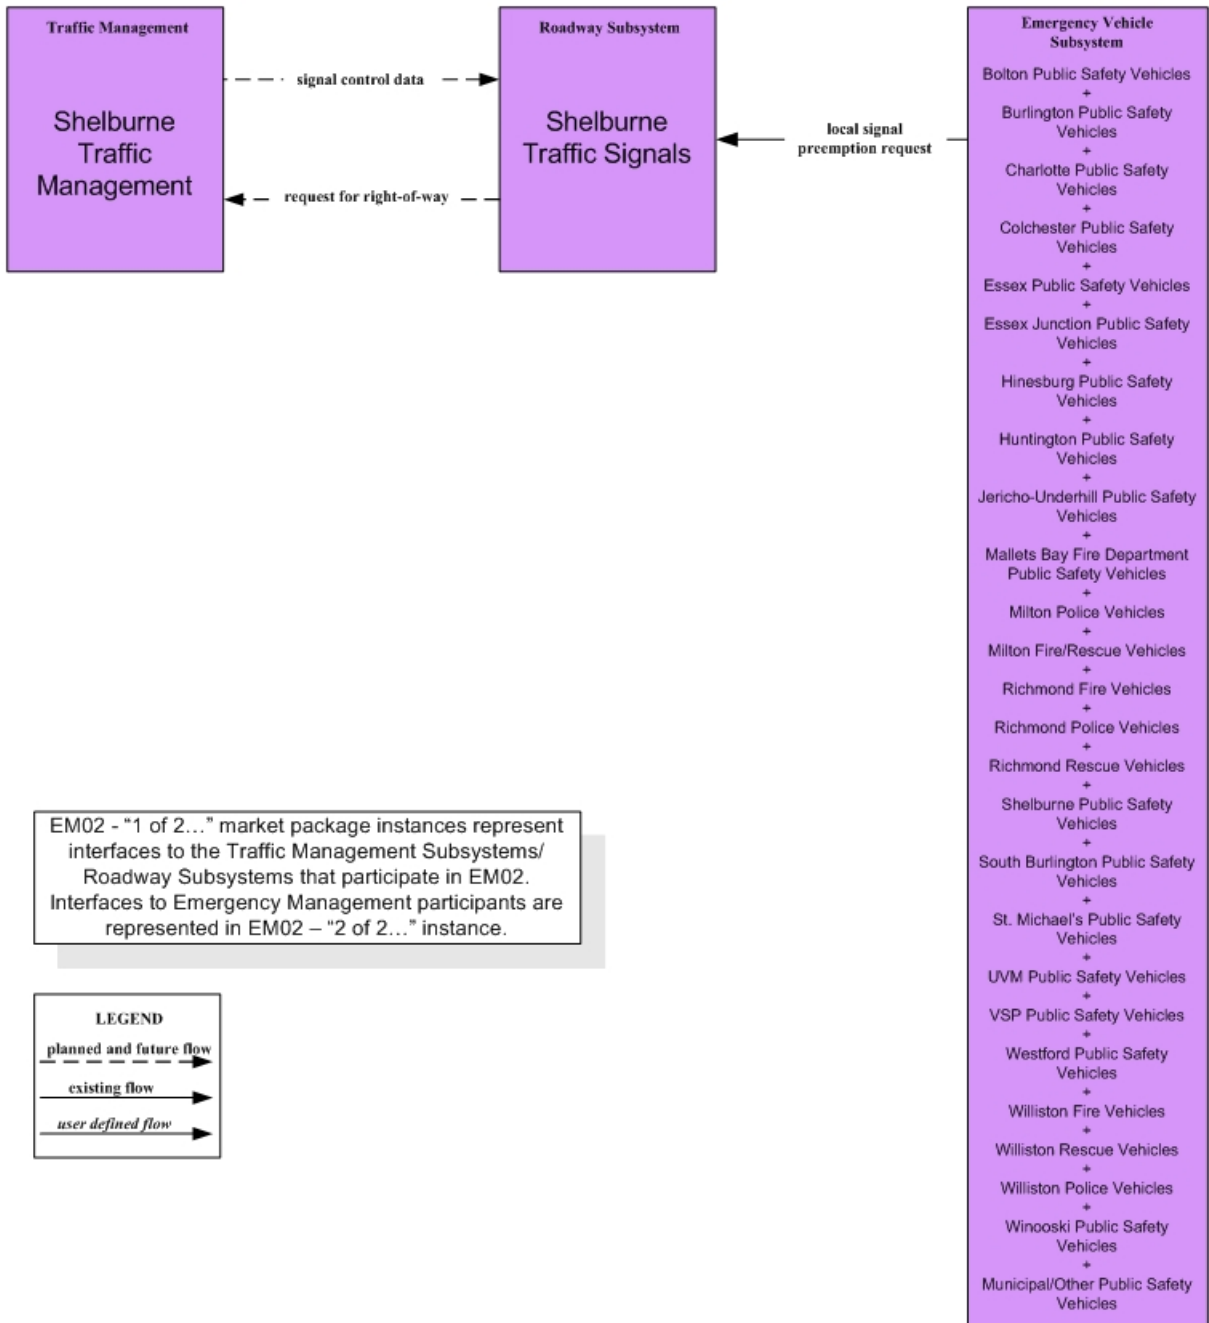 Traffic Management
Shelburne
Traffic
Management
signal control data
request for right-of-way
Roadway Subsystem
Shelburne
Traffic Signals
local signal
preemption request
Emergency Vehicle
Subsystem
Bolton Public Safety Vehicles
+
Burlington Public Safety
Vehicles
+
Charlotte Public Safety
Vehicles
+
Colchester Public Safety
Vehicles
+
Essex Public Safety Vehicles
+
Essex Junction Public Safety
Vehicles
+
Hinesburg Public Safety
Vehicles
+
Huntington Public Safety
Vehicles
+
Jericho-Underhill Public Safety
Vehicles
+
Mallets Bay Fire Department
Public Safety Vehicles
+
Milton Police Vehicles
+
Milton Fire/Rescue Vehicles
+
Richmond Fire Vehicles
+
Richmond Police Vehicles
+
Richmond Rescue Vehicles
+
Shelburne Public Safety
Vehicles
+
South Burlington Public Safety
Vehicles
+
St. Michael's Public Safety
Vehicles
+
UVM Public Safety Vehicles
+
VSP Public Safety Vehicles
+
Westford Public Safety
Vehicles
+
Williston Fire Vehicles
+
Williston Rescue Vehicles
+
Williston Police Vehicles
+
Winooski Public Safety
Vehicles
+
Municipal/Other Public Safety
Vehicles
EM02 - “1 of 2…” market package instances represent
interfaces to the Traffic Management Subsystems/
Roadway Subsystems that participate in EM02.
Interfaces to Emergency Management participants are
represented in EM02 – “2 of 2…” instance.
LEGEND
planned and future flow
existing flow
user defined flow